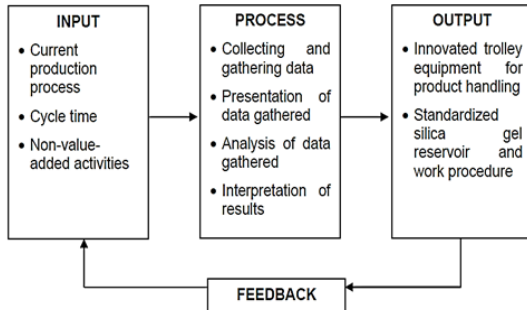 INPUT
• Current
production
process
• Cycle time
• Non-value-
added activities
PROCESS
• Collecting and
gathering data
• Presentation of
data gathered
• Analysis of data
gathered
• Interpretation of
results
OUTPUT
• Innovated trolley
equipment for
product handling
• Standardized
silica gel
reservoir and
work procedure
FEEDBACK